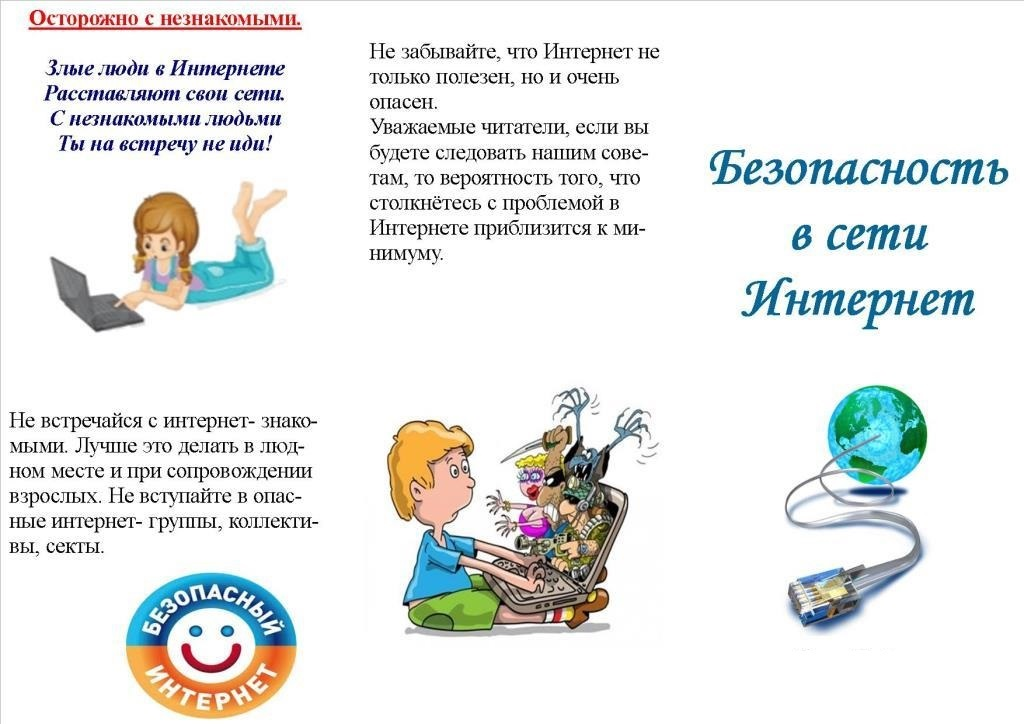 Осторожно с незнакомыми.
Злые люди в Интернете
Расставляют свои сети.
С незнакомыми людьми
Ты на встречу не иди!
Не встречайся с интернет- знако-
мыми. Лучше это делать в люд-
ном месте и при сопровождении
взрослых. Не вступайте в опас-
ные интернет- группы, коллекти-
вы, секты.
БЕЗОПАСНЫЙ
ИНТЕРНЕТ
Не забывайте, что Интернет не
только полезен, но и очень
опасен.
Уважаемые читатели, если вы
будете следовать нашим сове-
там, то вероятность того, что
столкнётесь с проблемой в
Интернете приблизится к ми-
нимуму.
Безопасность
в сети
Интернет